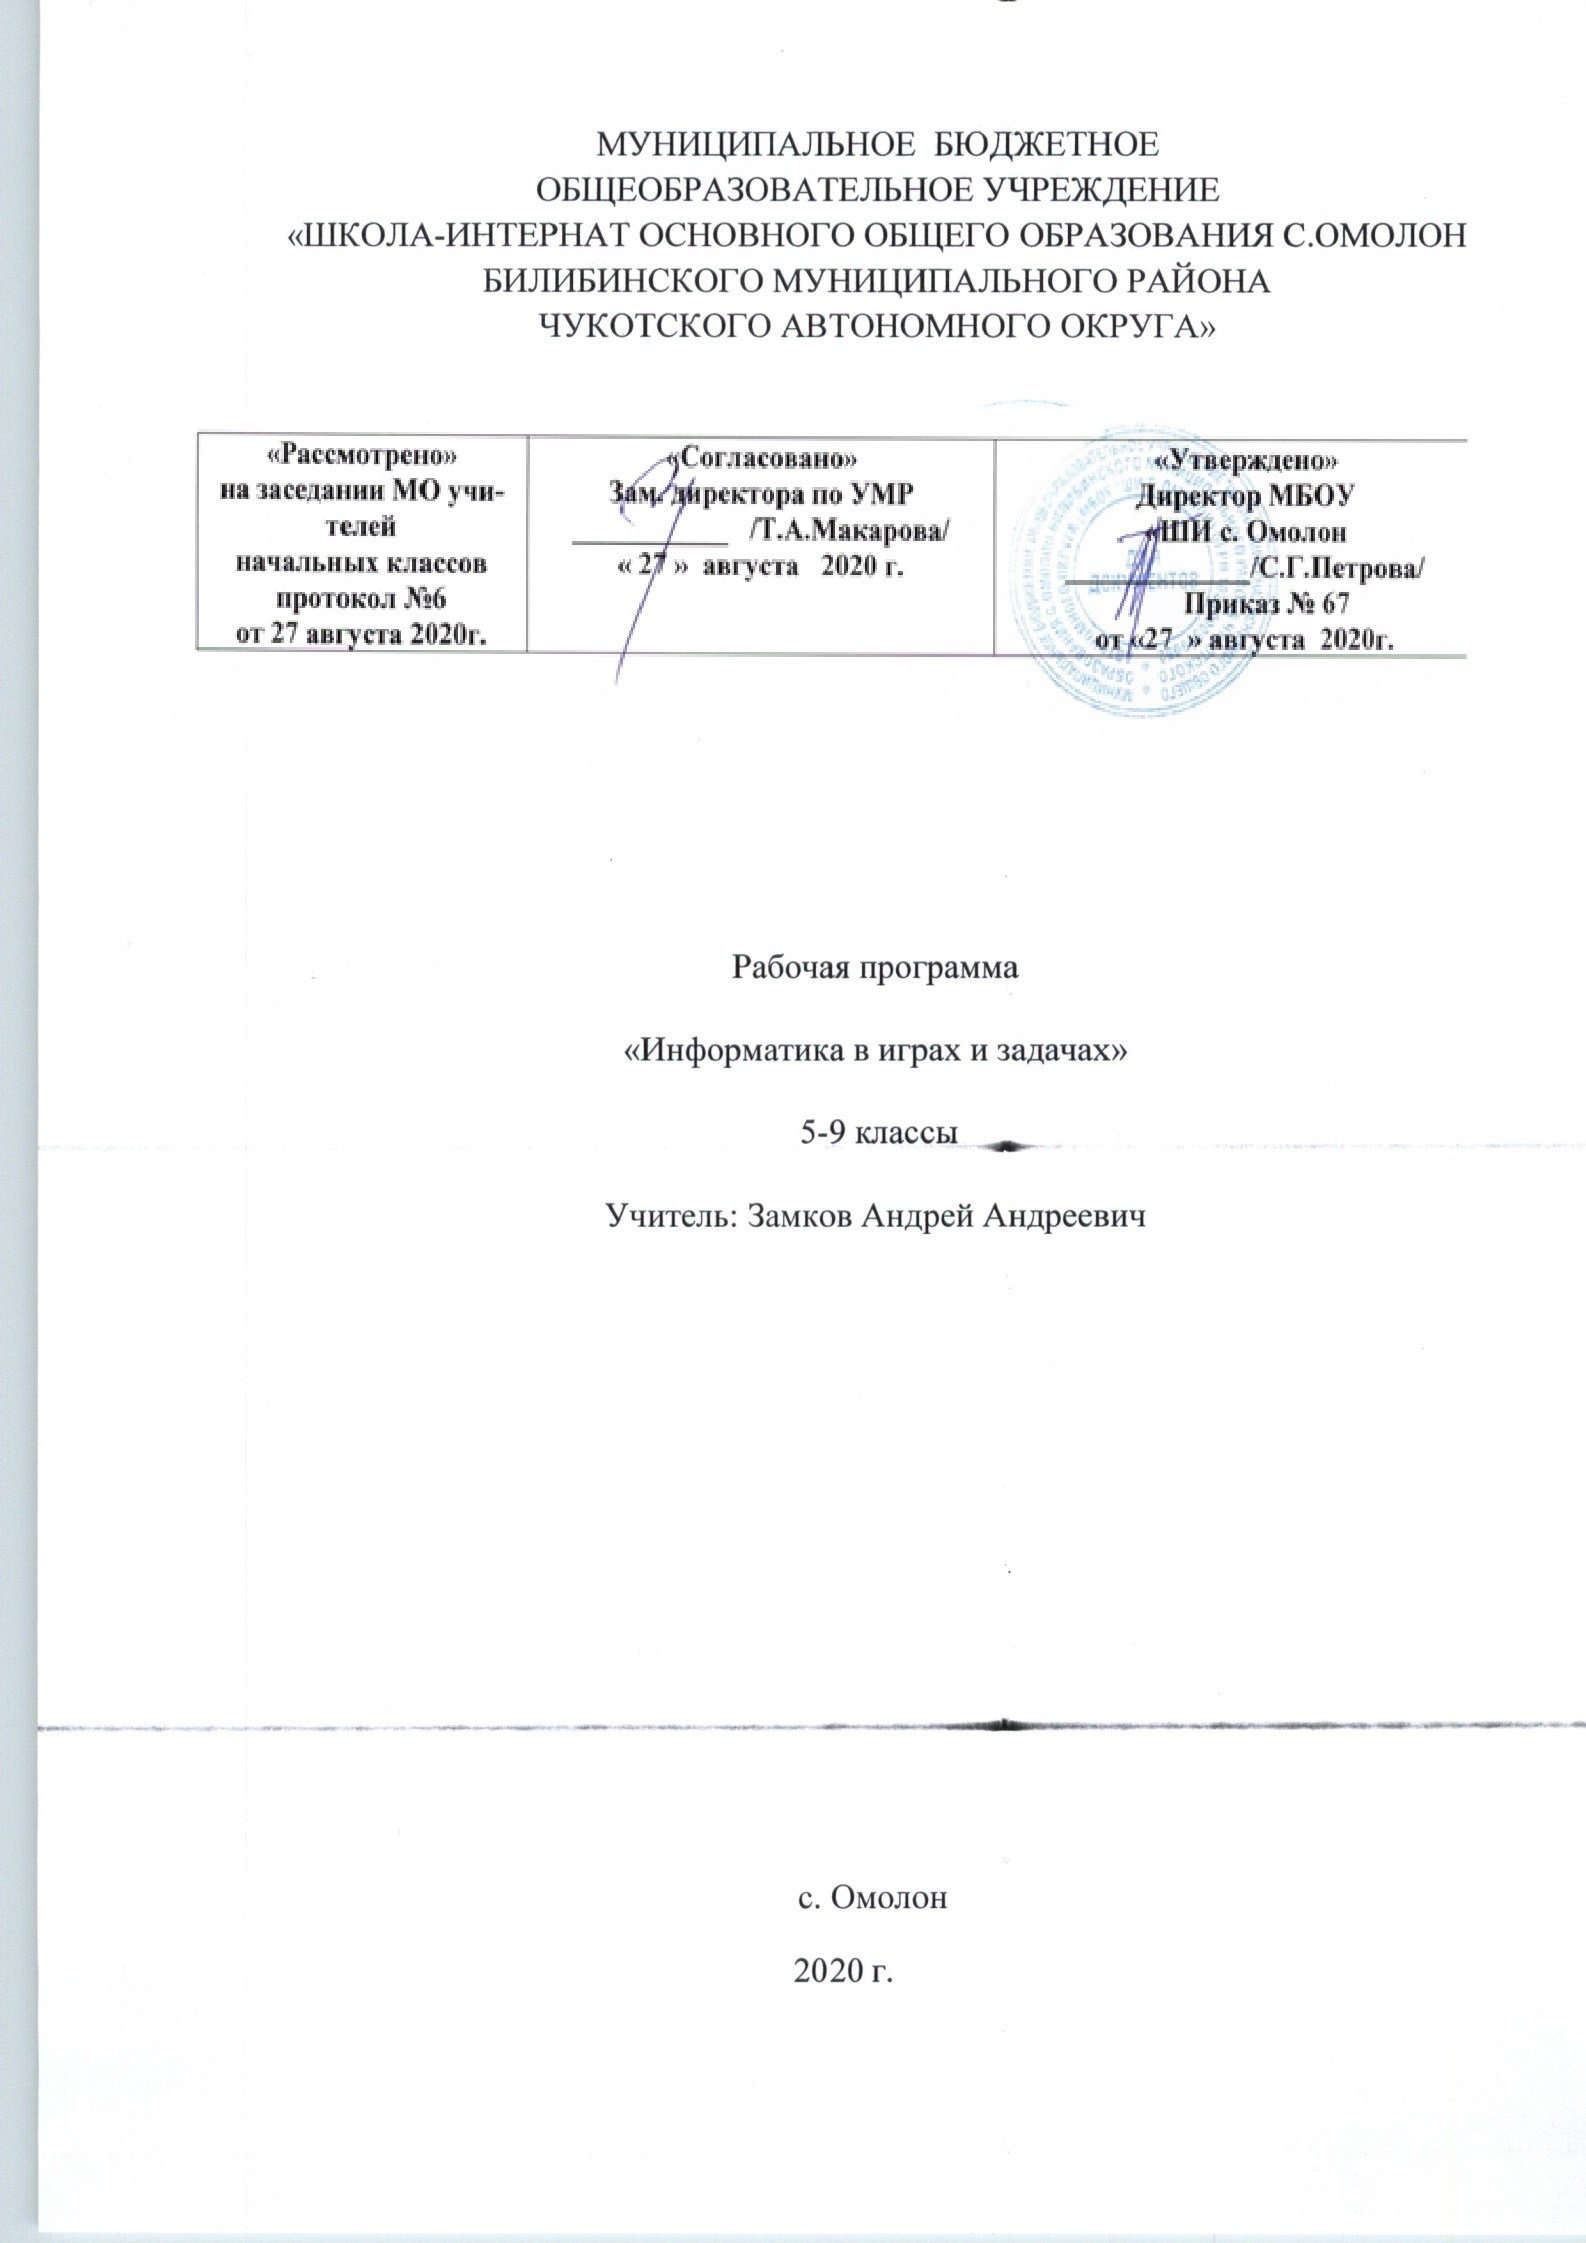 МУНИЦИПАЛЬНОЕ БЮДЖЕТНОЕ
ОБЩЕОБРАЗОВАТЕЛЬНОЕ УЧРЕЖДЕНИЕ
«ШКОЛА-ИНТЕРНАТ ОСНОВНОГО ОБЩЕГО ОБРАЗОВАНИЯ С.ОМОЛОН
БИЛИБИНСКОГО МУНИЦИПАЛЬНОГО РАЙОНА
ЧУКОТСКОГО АВТОНОМНОГО ОКРУГА»
«Рассмотрено»
на заседании МО учи-
телей
начальных классов
протокол №6
от 27 августа 2020г.
«Согласовано»
Зам. директора по УМР
____________ /Т.А.Макарова/
« 27 » августа 2020 г.
«Утверждено»
Директор МБОУ
«ШИ с. Омолон
______________/С.Г.Петрова/
Приказ № 67
от «27 » августа 2020г.
ДОКУМЕНТОВ
Рабочая программа
«Информатика в играх и задачах»
5-9 классы
Учитель: Замков Андрей Андреевич
с. Омолон
2020 г.